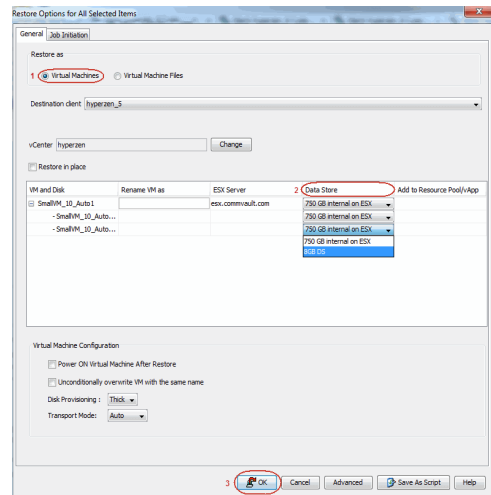 Restore Options for All Selected Items
General Job Initiation
Restore as
1 Virtual Machines Virtual Machine Files
Destination client hyperzen_5
vCenter hyperzen Change
Restore in place
VM and Disk Rename VM as ESX Server 2 Data Store Add to Resource Pool/vApp
SmallVM_10_Auto1 esx.commvault.com 750 GB internal on ESX
- SmallVM_10_Auto... 750 GB internal on ESX
- SmallVM_10_Auto... 750 GB internal on ESX
750 GB internal on ESX
8GB DS
Virtual Machine Configuration
Power ON Virtual Machine After Restore
Unconditionally overwrite VM with the same name
Disk Provisioning : Thick
Transport Mode: Auto
3 OK Cancel Advanced Save As Script Help